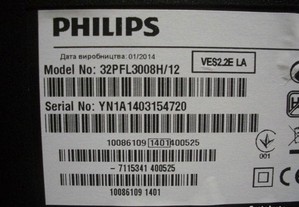 PHILIPS
Дата виробництва: 01/2014
VES2.2E LA
Model No: 32PFL3008H/12
Serial No: YN1A1403154720
10086109 1401 400525
001
- 7115341 400525
10086109 1401